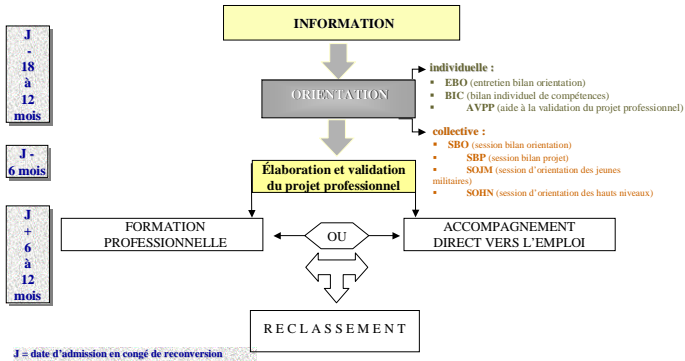 INFORMATION
J
-
18
à
12
mois
individuelle :
▪ EBO (entretien bilan orientation)
▪ BIC (bilan individuel de compétences)
▪ AVPP (aide à la validation du projet professionnel)
ORIENTATION
collective :
▪ SBO (session bilan orientation)
▪ SBP (session bilan projet)
▪ SOJM (session d'orientation des jeunes
militaires)
▪ SOHN (session d'orientation des hauts niveaux)
J -
6 mois
Élaboration et validation
du projet professionnel
J
+
6
à
12
mois
FORMATION
PROFESSIONNELLE
OU
ACCOMPAGNEMENT
DIRECT VERS L'EMPLOI
RECLASSEMENT
J = date d'admission en congé de reconversion